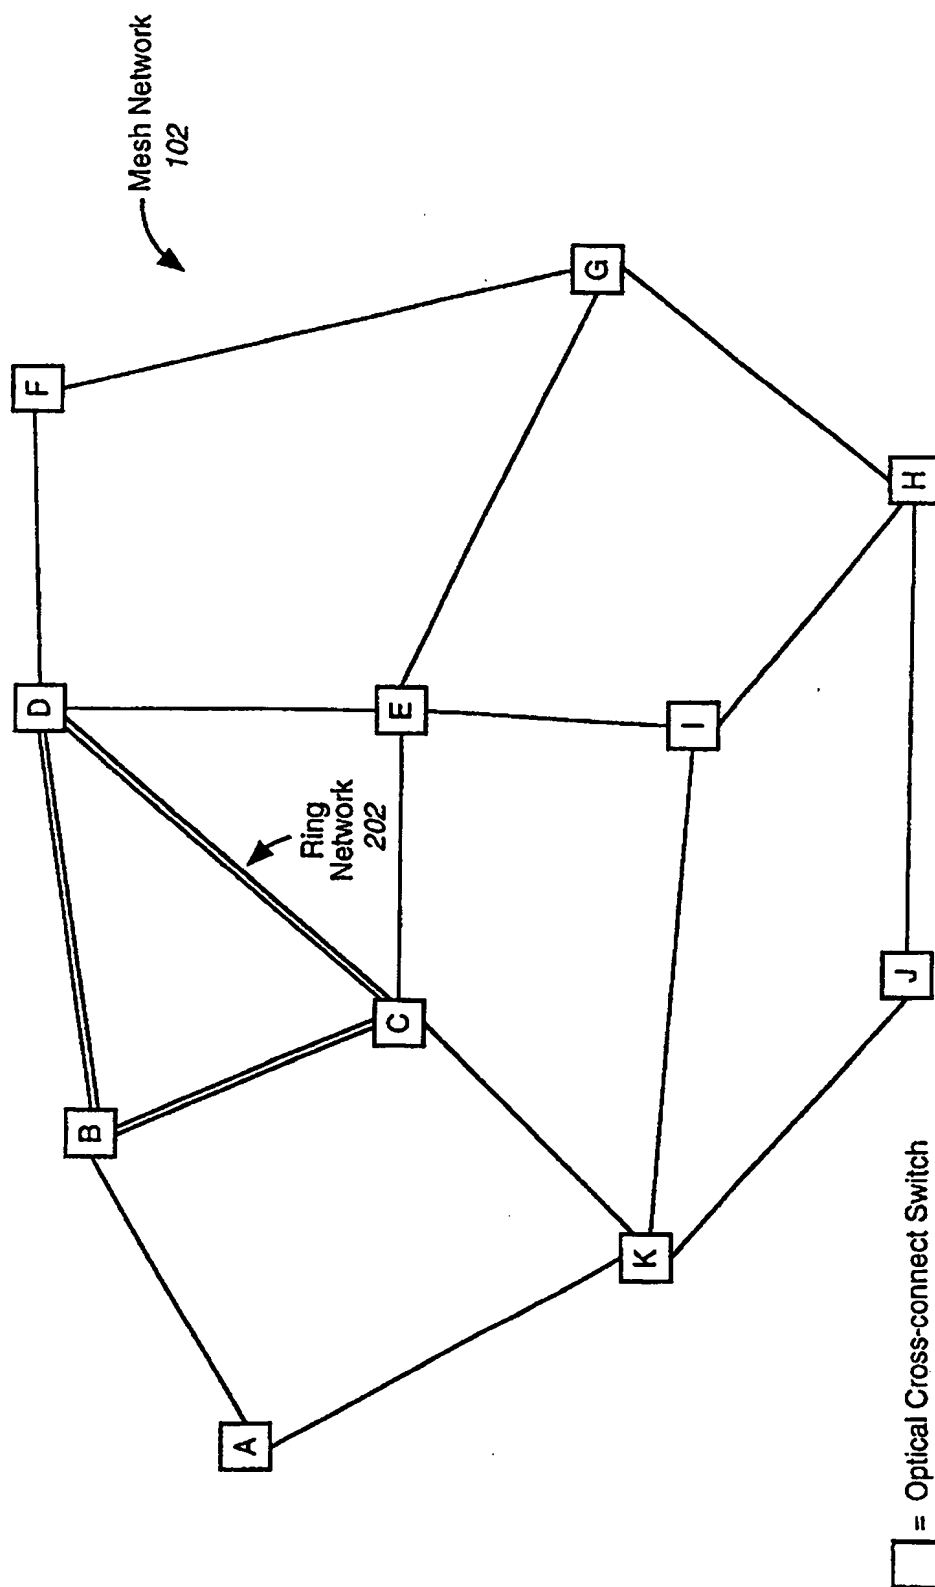 Mesh Network
102
F
D
B
G
Ring
Network
202
E
C
A
I
K
H
J
= Optical Cross-connect Switch